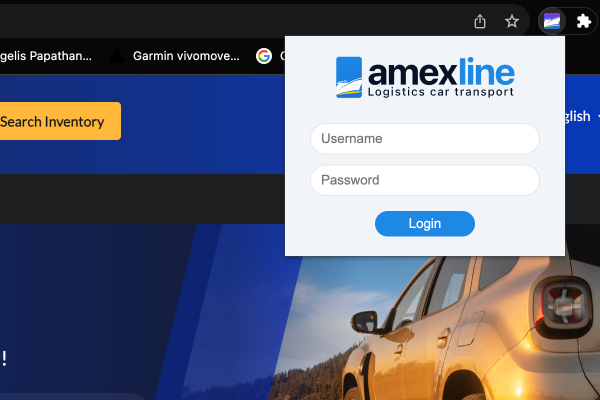 gelis Papathan...
Garmin vivomove...
Search Inventory
glish
amexline
Logistics car transport
Username
Password
Login
!